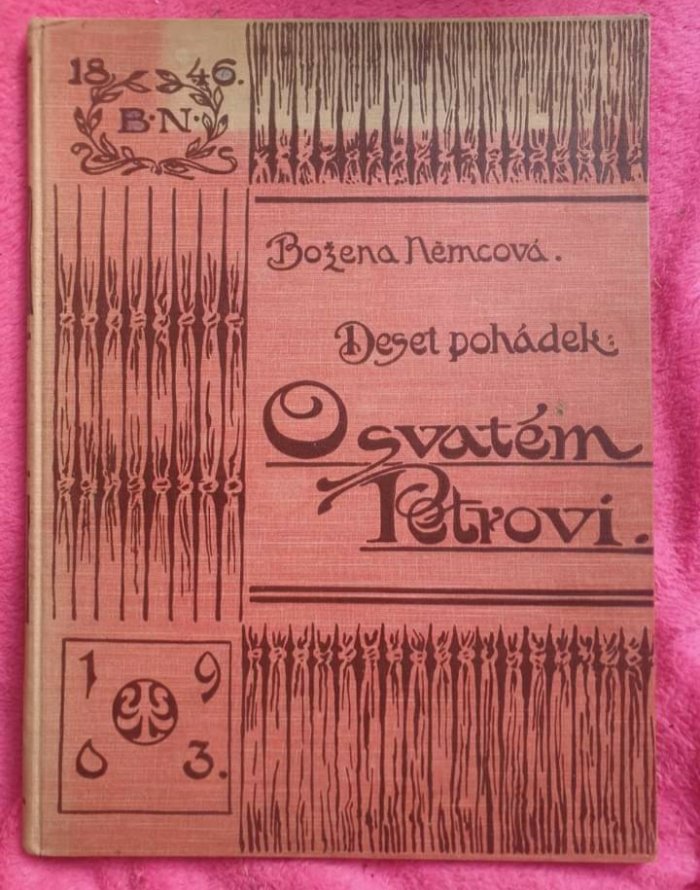 18 46.
B·N·
Božena Němcová.
Deset pohádek:
O svatém
Petrovi.
1 9
0 3.